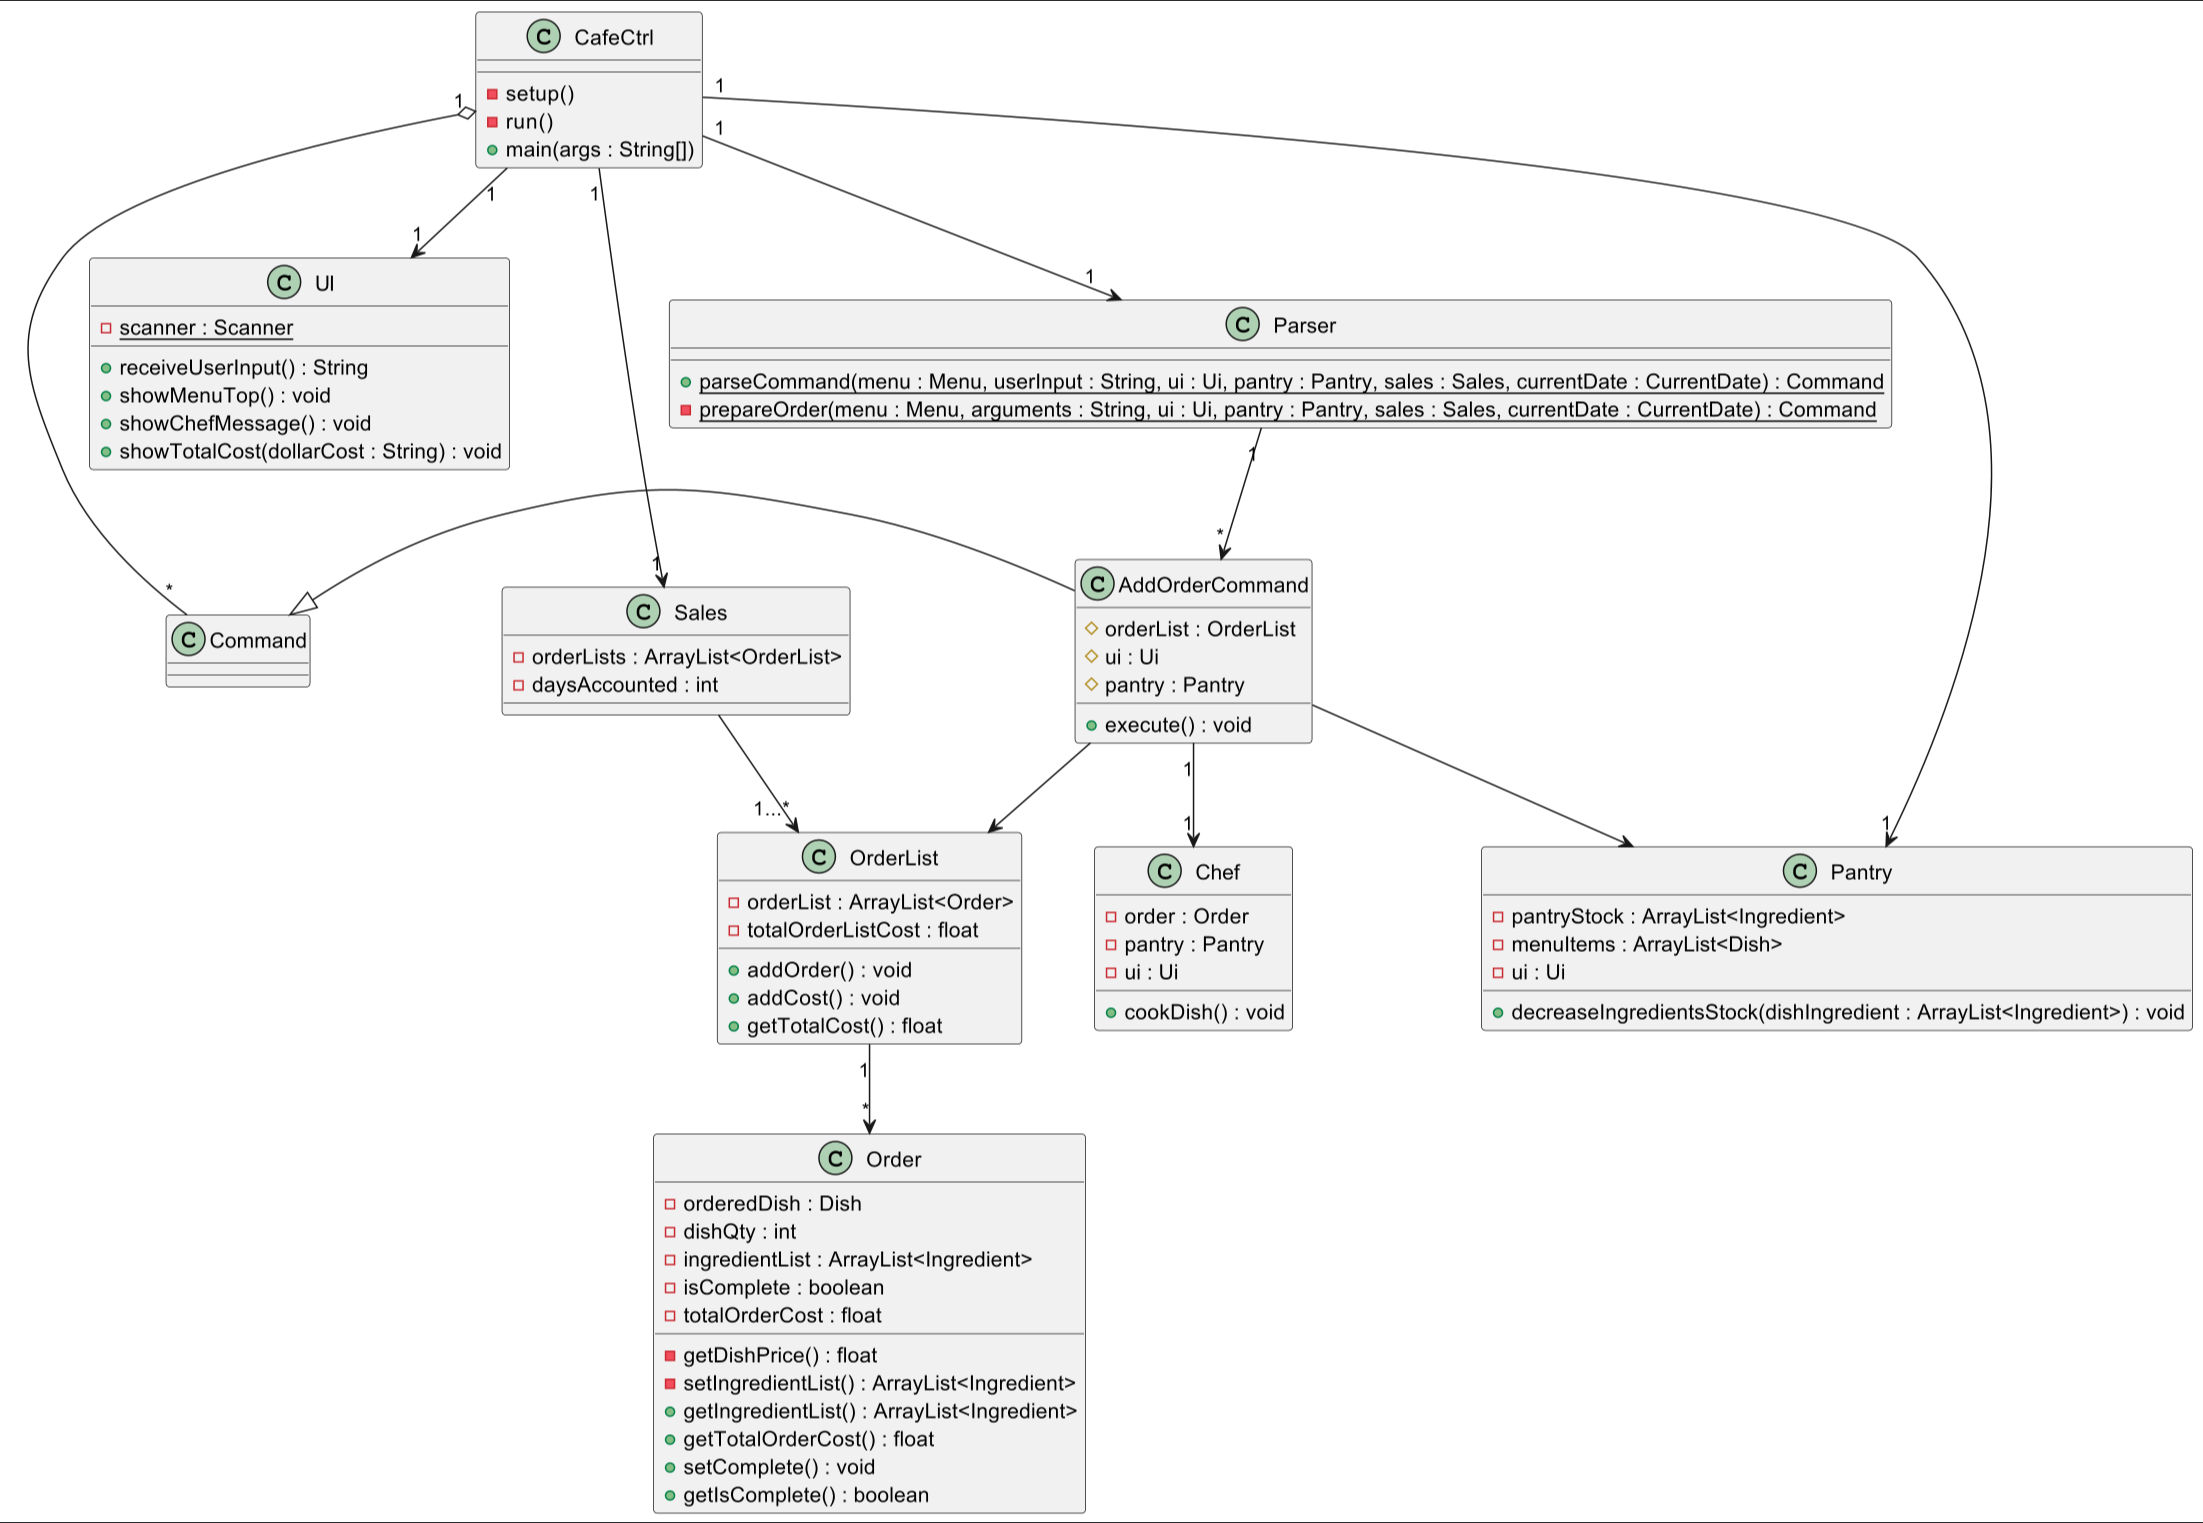 C CafeCtrl
setup()
run()
main(args : String[])
1
1
1
1
1
1
1
1
1
C UI
scanner : Scanner
receiveUserInput() : String
showMenuTop() : void
showChefMessage() : void
showTotalCost(dollarCost : String) : void
C Parser
parseCommand(menu : Menu, userInput : String, ui : Ui, pantry : Pantry, sales : Sales, currentDate : CurrentDate) : Command
prepareOrder(menu : Menu, arguments : String, ui : Ui, pantry : Pantry, sales : Sales, currentDate : CurrentDate) : Command
1
*
*
C Command
C Sales
orderLists : ArrayList<OrderList>
daysAccounted : int
C AddOrderCommand
orderList : OrderList
ui : Ui
pantry : Pantry
execute() : void
1...*
1
1
C OrderList
orderList : ArrayList<Order>
totalOrderListCost : float
addOrder() : void
addCost() : void
getTotalCost() : float
C Chef
order : Order
pantry : Pantry
ui : Ui
cookDish() : void
C Pantry
pantryStock : ArrayList<Ingredient>
menuItems : ArrayList<Dish>
ui : Ui
decreaseIngredientsStock(dishIngredient : ArrayList<Ingredient>) : void
1
*
C Order
orderedDish : Dish
dishQty : int
ingredientList : ArrayList<Ingredient>
isComplete : boolean
totalOrderCost : float
getDishPrice() : float
setIngredientList() : ArrayList<Ingredient>
getIngredientList() : ArrayList<Ingredient>
getTotalOrderCost() : float
setComplete() : void
getIsComplete() : boolean